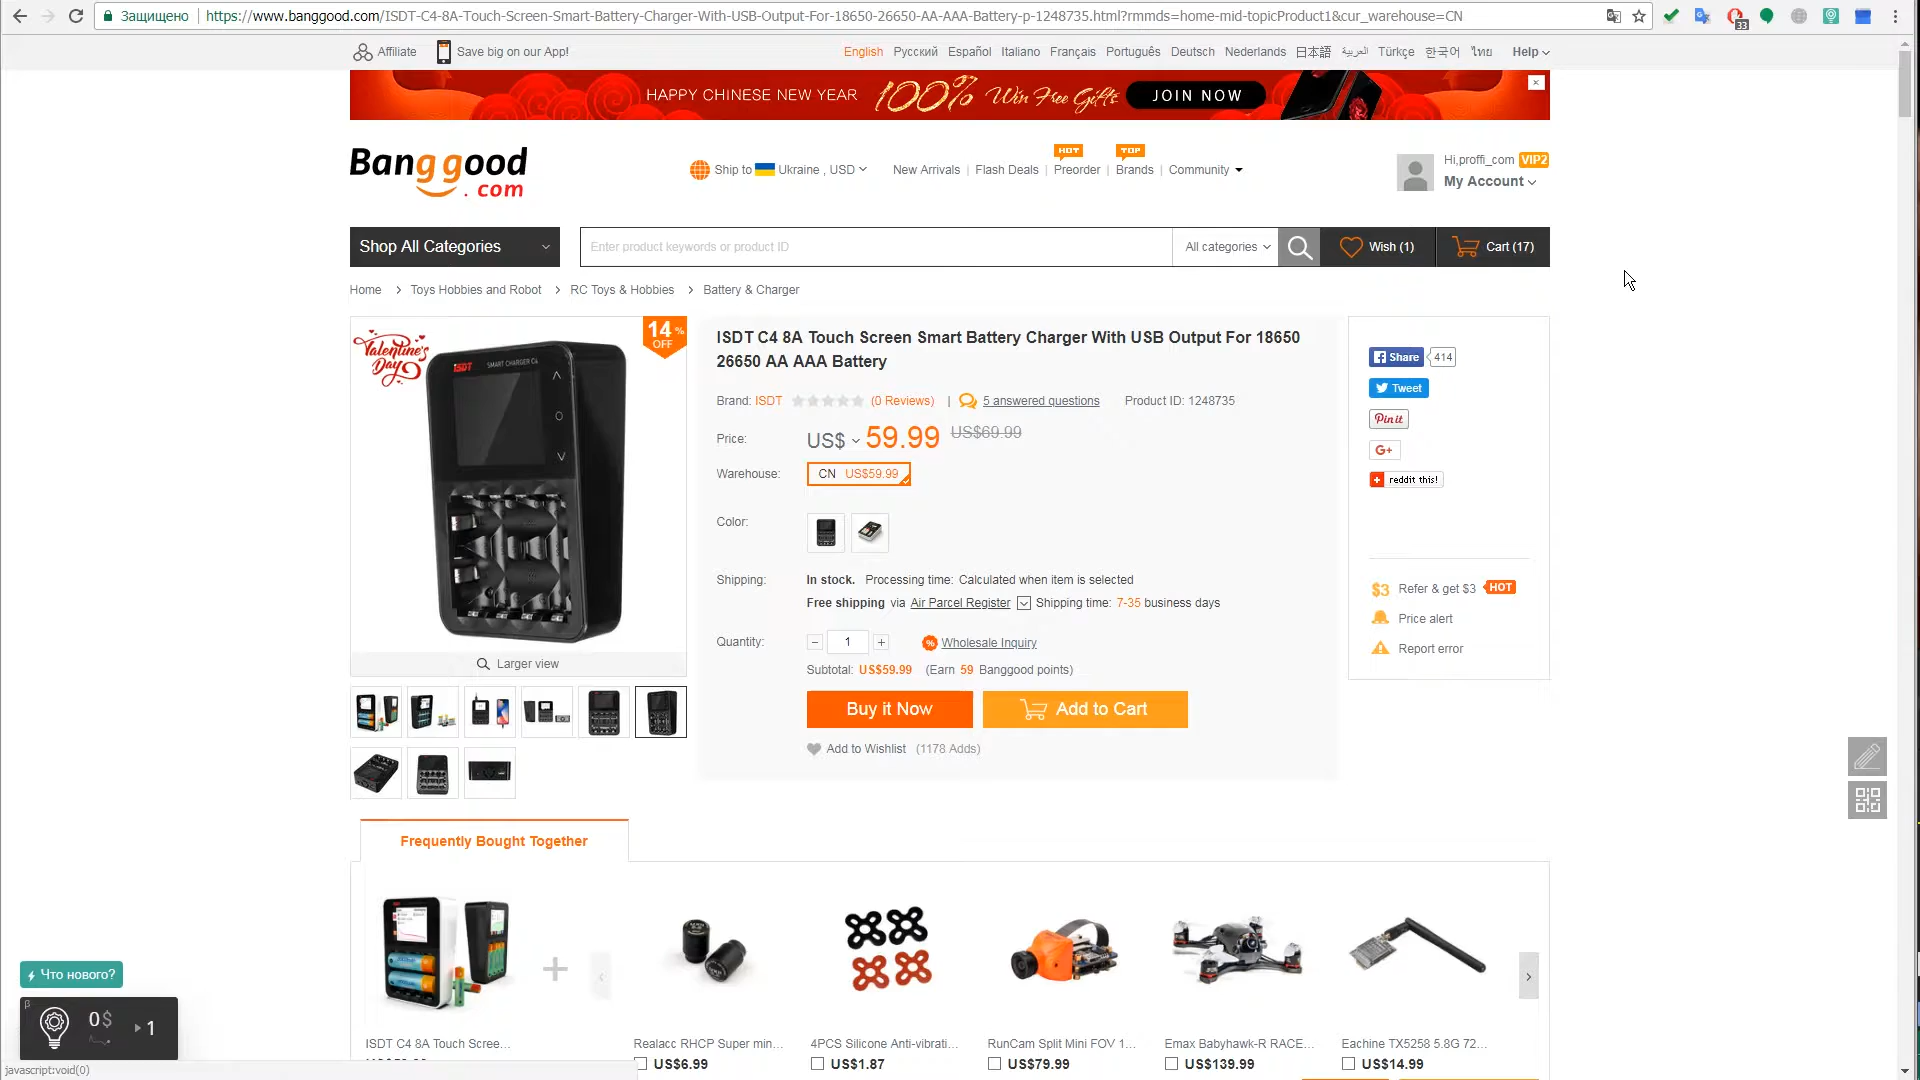 Защищено
https://www.banggood.com/ISDT-C4-8A-Touch-Screen-Smart-Battery-Charger-With-USB-Output-For-18650-26650-AA-AAA-Battery-p-1248735.html?rmmds=home-mid-topicProduct1&cur_warehouse=CN
33
Affiliate Save big on our App!
English Русский Español Italiano Français Português Deutsch Nederlands 日本語 العربية Türkçe 한국어 ไทย Help
HAPPY CHINESE NEW YEAR 100% Win Free Gifts JOIN NOW
Banggood.com
Ship to Ukraine , USD
New Arrivals | Flash Deals | Preorder | Brands | Community
HOT TOP
Hi,proffi_com VIP2
My Account
Shop All Categories
Enter product keywords or product ID
All categories
Wish (1)
Cart (17)
Home > Toys Hobbies and Robot > RC Toys & Hobbies > Battery & Charger
Valentine's Day
14 % OFF
ISDT SMART CHARGER C4
Larger view
ISDT C4 8A Touch Screen Smart Battery Charger With USB Output For 18650
26650 AA AAA Battery
Brand: ISDT (0 Reviews) | 5 answered questions Product ID: 1248735
Price: US$ 59.99 US$69.99
Warehouse: CN US$59.99
Color:
Shipping: In stock. Processing time: Calculated when item is selected
Free shipping via Air Parcel Register Shipping time: 7-35 business days
Quantity: - 1 + Wholesale Inquiry
Subtotal: US$59.99 (Earn 59 Banggood points)
Buy it Now
Add to Cart
Add to Wishlist (1178 Adds)
Share 414
Tweet
Pin it
G+
reddit this!
$3 Refer & get $3 HOT
Price alert
Report error
Frequently Bought Together
ISDT C4 8A Touch Scree...
Realacc RHCP Super min...
US$6.99
4PCS Silicone Anti-vibrati...
US$1.87
RunCam Split Mini FOV 1...
US$79.99
Emax Babyhawk-R RACE...
US$139.99
Eachine TX5258 5.8G 72...
US$14.99
Что нового?
β
0$
1
javascript:void(0)